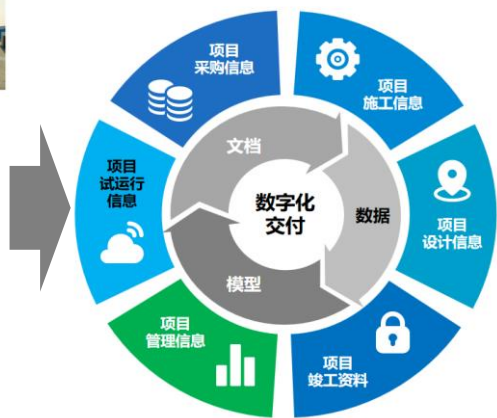 项目
采购信息
项目
施工信息
项目
试运行
信息
文档
数字化
交付
数据
项目
设计信息
模型
项目
管理信息
项目
竣工资料